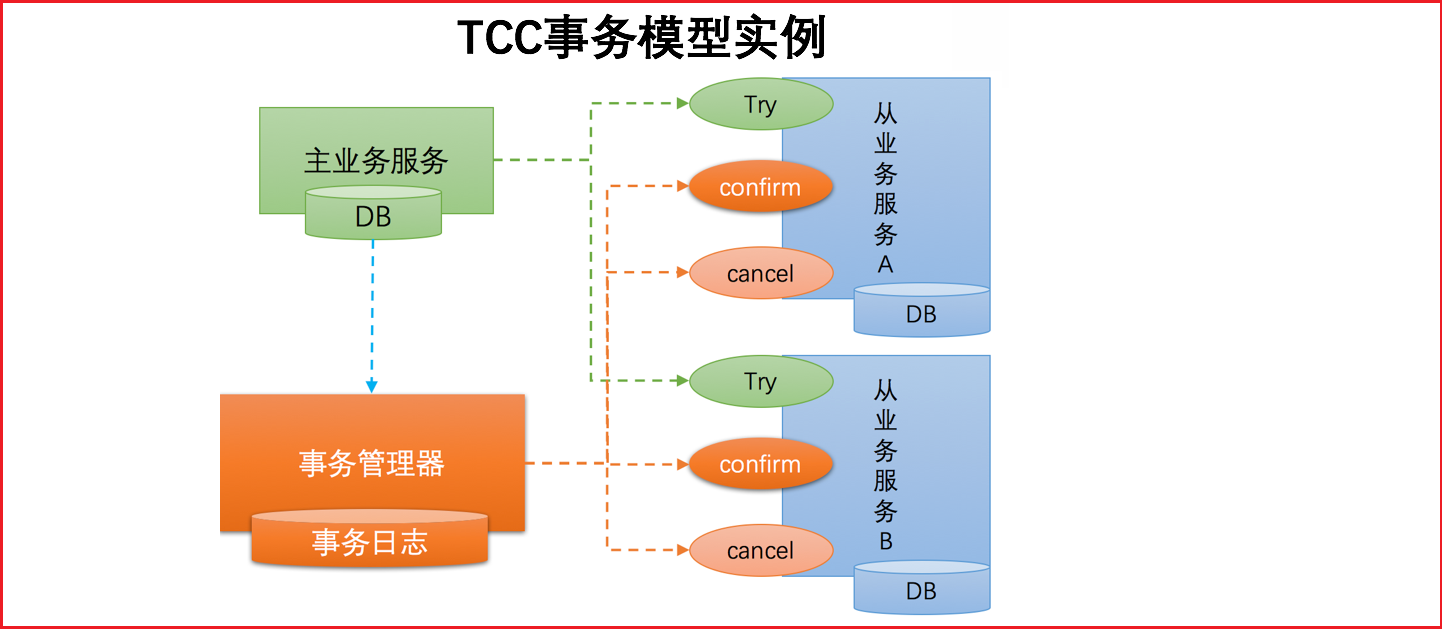 TCC事务模型实例
主业务服务
DB
事务管理器
事务日志
Try
confirm
cancel
从业务服务A
DB
Try
confirm
cancel
从业务服务B
DB